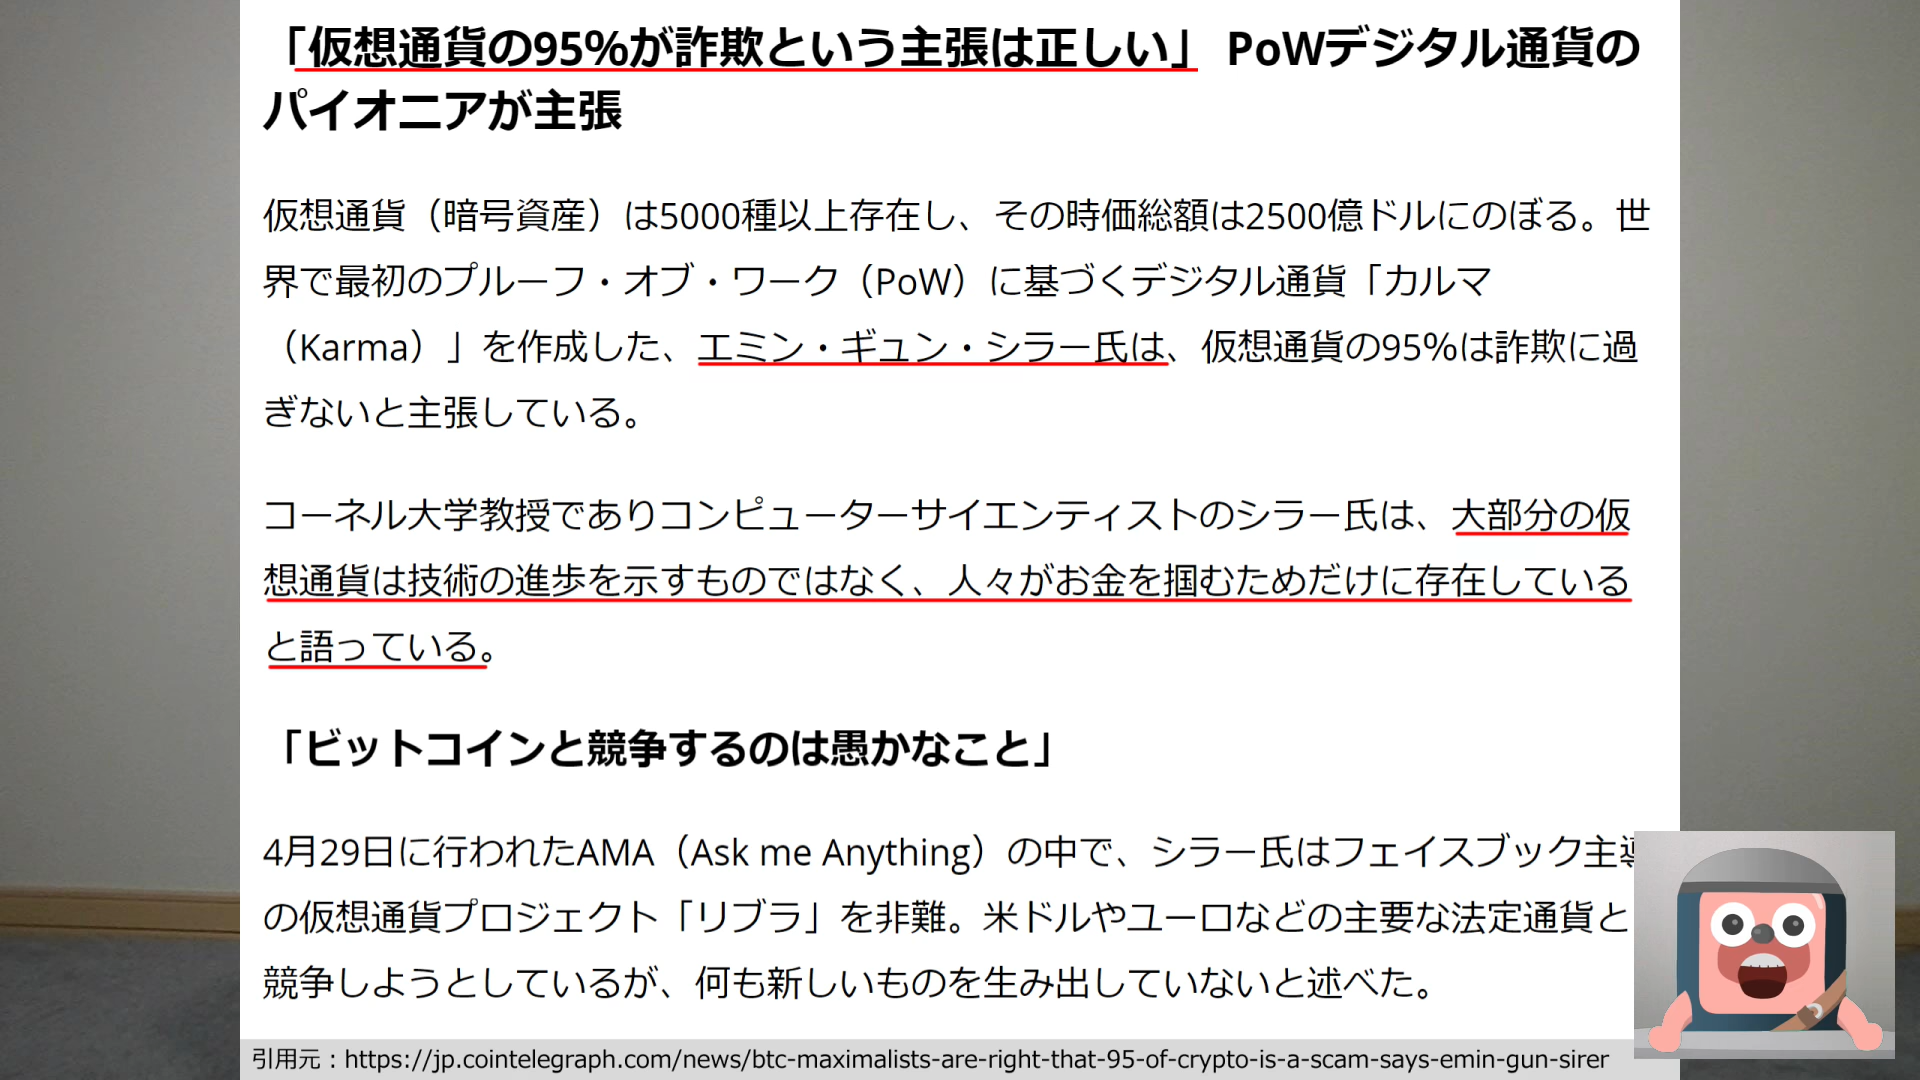 「仮想通貨の95%が詐欺という主張は正しい」 PoWデジタル通貨の
パイオニアが主張
仮想通貨（暗号資産）は5000種以上存在し、その時価総額は2500億ドルにのぼる。世
界で最初のプルーフ・オブ・ワーク（PoW）に基づくデジタル通貨「カルマ
（Karma）」を作成した、エミン・ギュン・シラー氏は、仮想通貨の95％は詐欺に過
ぎないと主張している。
コーネル大学教授でありコンピューターサイエンティストのシラー氏は、大部分の仮
想通貨は技術の進歩を示すものではなく、人々がお金を掴むためだけに存在している
と語っている。
「ビットコインと競争するのは愚かなこと」
4月29日に行われたAMA（Ask me Anything）の中で、シラー氏はフェイスブック主導
の仮想通貨プロジェクト「リブラ」を非難。米ドルやユーロなどの主要な法定通貨と
競争しようとしているが、何も新しいものを生み出していないと述べた。
引用元：https://jp.cointelegraph.com/news/btc-maximalists-are-right-that-95-of-crypto-is-a-scam-says-emin-gun-sirer